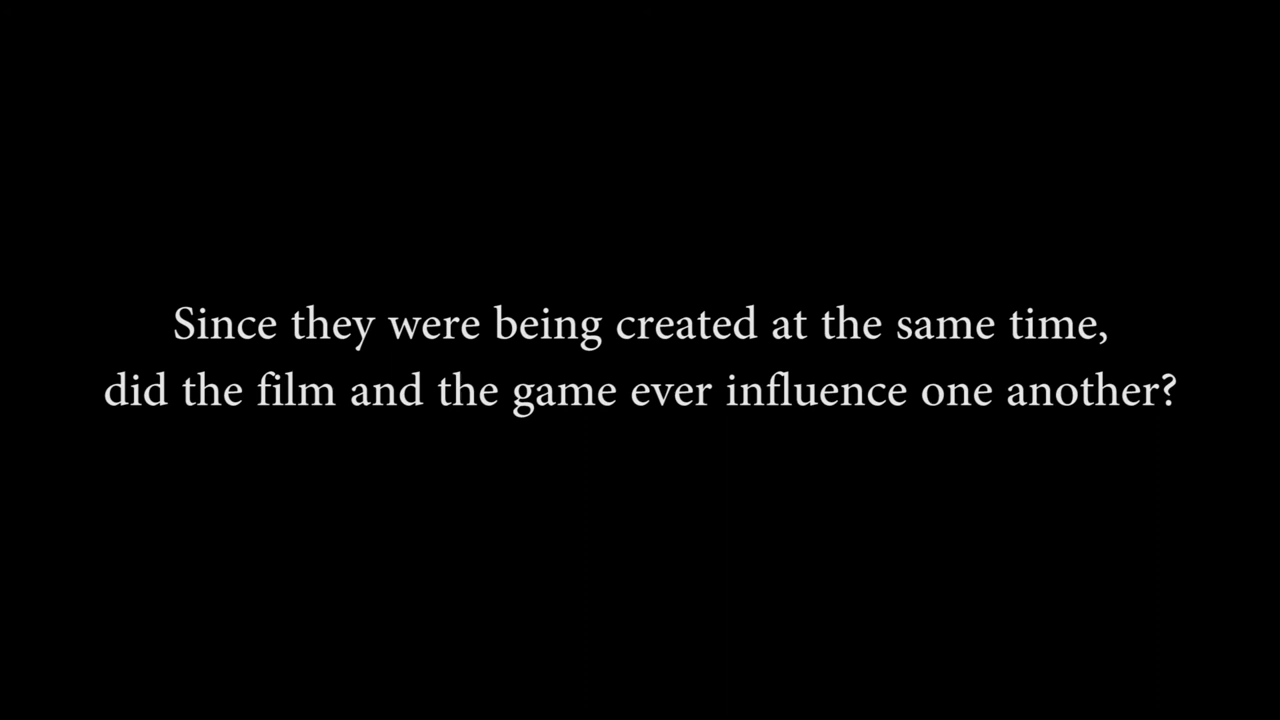 Since they were being created at the same time,
did the film and the game ever influence one another?